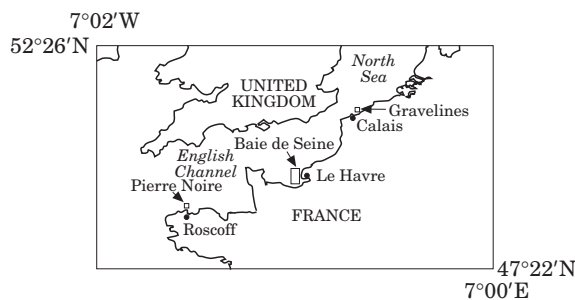 7°02′W
52°26′N
North
Sea
UNITED
KINGDOM
Gravelines
Calais
Baie de Seine
English
Channel
Pierre Noire
Le Havre
FRANCE
Roscoff
47°22′N
7°00′E